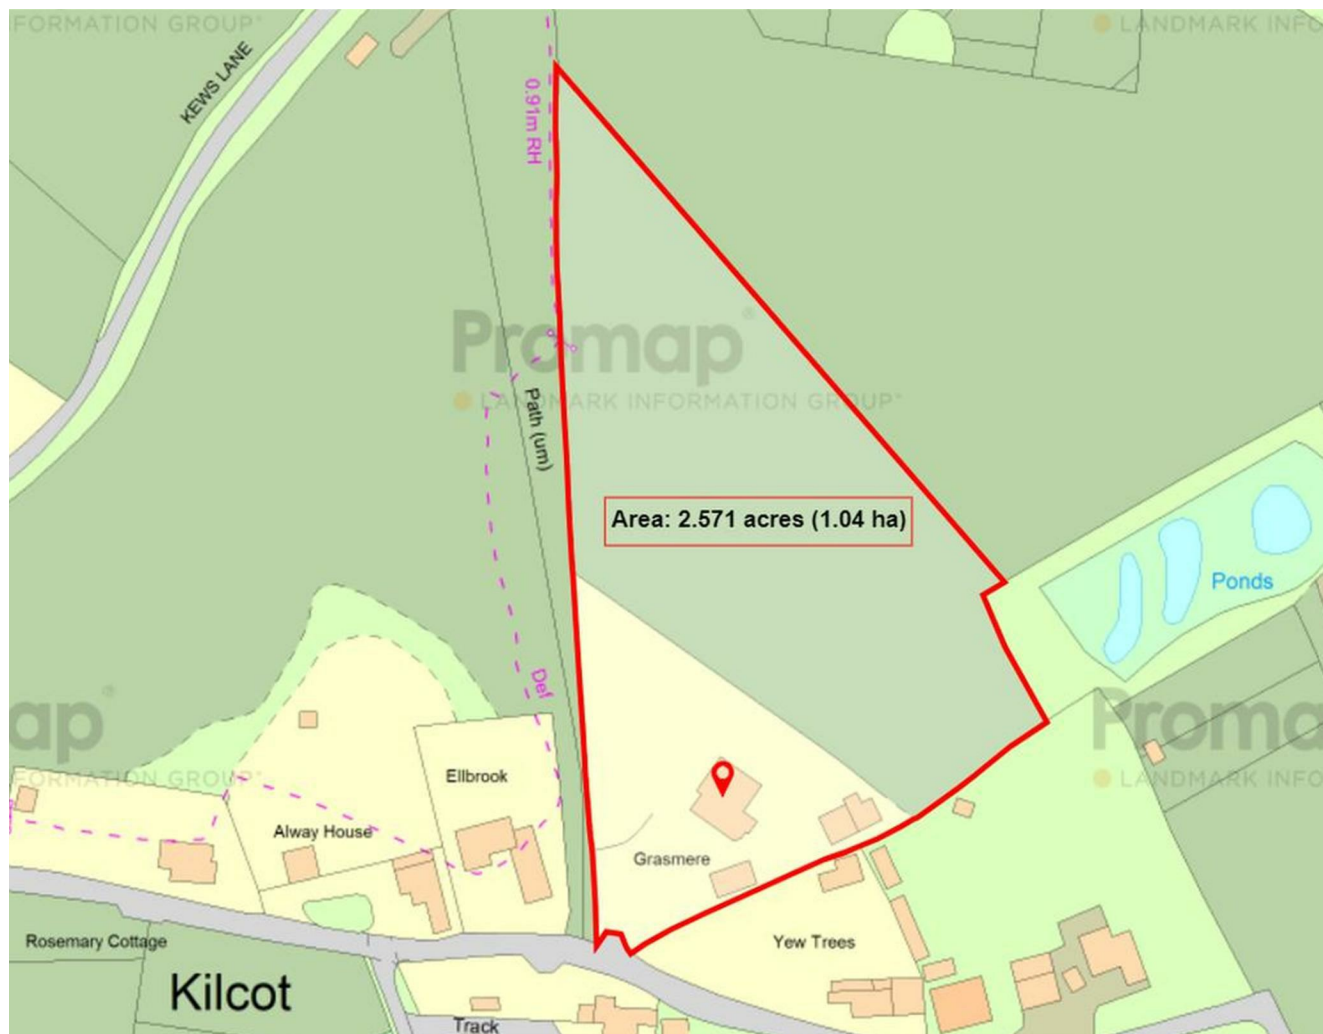 FORMATION GROUP®
LANDMARK INFO
KEWS LANE
0.91m RH
Promap®
LANDMARK INFORMATION GROUP®
Path (um)
Area: 2.571 acres (1.04 ha)
Ponds
Def
ap®
Proma
FORMATION GROUP®
LANDMARK INFO
Ellbrook
Alway House
Grasmere
Rosemary Cottage
Yew Trees
Kilcot
Track